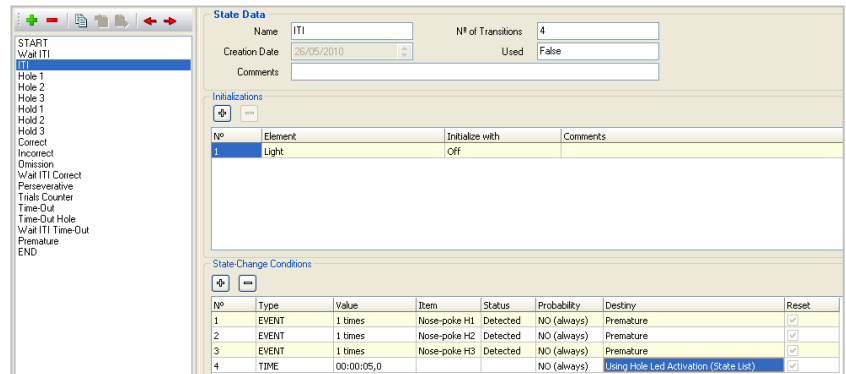 State Data
Name ITI Nº of Transitions 4
Creation Date 26/05/2010 Used False
Comments
START
Wait ITI
ITI
Hole 1
Hole 2
Hole 3
Hold 1
Hold 2
Hold 3
Correct
Incorrect
Omission
Wait ITI Correct
Perseverative
Trials Counter
Time-Out
Time-Out Hole
Wait ITI Time-Out
Premature
END
Initializations
Nº Element Initialize with Comments
1 Light Off
State-Change Conditions
Nº Type Value Item Status Probability Destiny Reset
1 EVENT 1 times Nose-poke H1 Detected NO (always) Premature
2 EVENT 1 times Nose-poke H2 Detected NO (always) Premature
3 EVENT 1 times Nose-poke H3 Detected NO (always) Premature
4 TIME 00:00:05,0 NO (always) Using Hole Led Activation (State List)